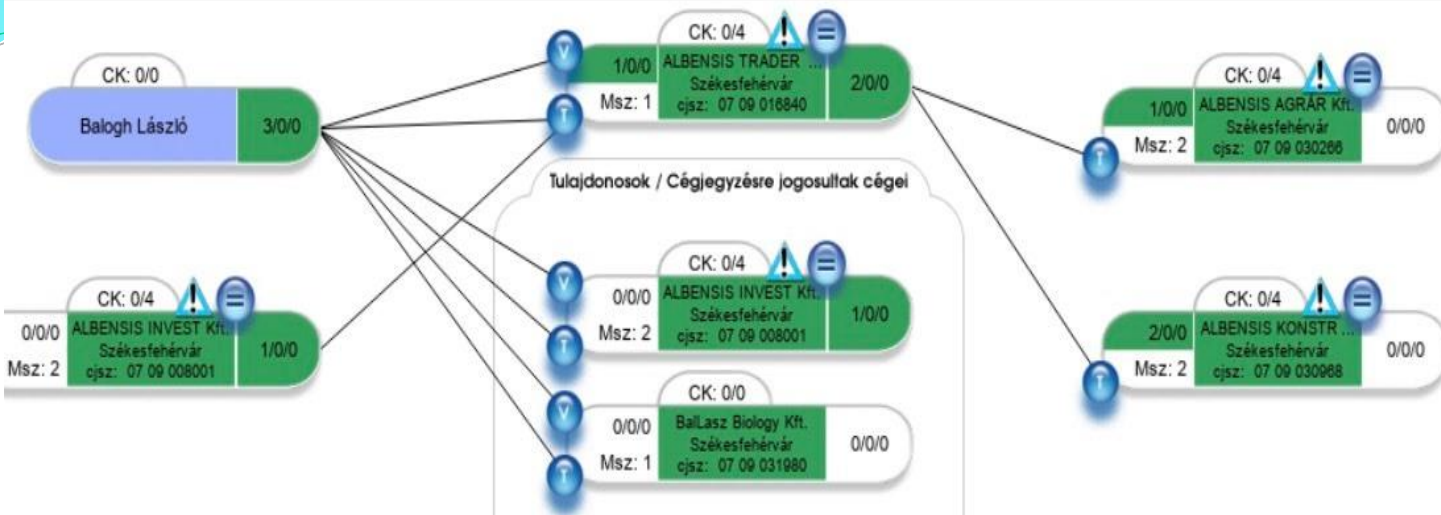 CK: 0/0
Balogh László
3/0/0
CK: 0/4
0/0/0
ALBENSIS INVEST Kft.
Székesfehérvár
cjsz: 07 09 008001
Msz: 2
1/0/0
V
T
CK: 0/4
1/0/0
ALBENSIS TRADER ...
Székesfehérvár
cjsz: 07 09 016840
Msz: 1
2/0/0
Tulajdonosok / Cégjegyzésre jogosultak cégei
V
T
CK: 0/4
0/0/0
ALBENSIS INVEST Kft.
Székesfehérvár
cjsz: 07 09 008001
Msz: 2
1/0/0
V
T
CK: 0/0
0/0/0
BalLasz Biology Kft.
Székesfehérvár
cjsz: 07 09 031980
Msz: 1
0/0/0
T
CK: 0/4
1/0/0
ALBENSIS AGRÁR Kft.
Székesfehérvár
cjsz: 07 09 030266
Msz: 2
0/0/0
T
CK: 0/4
2/0/0
ALBENSIS KONSTR ...
Székesfehérvár
cjsz: 07 09 030968
Msz: 2
0/0/0